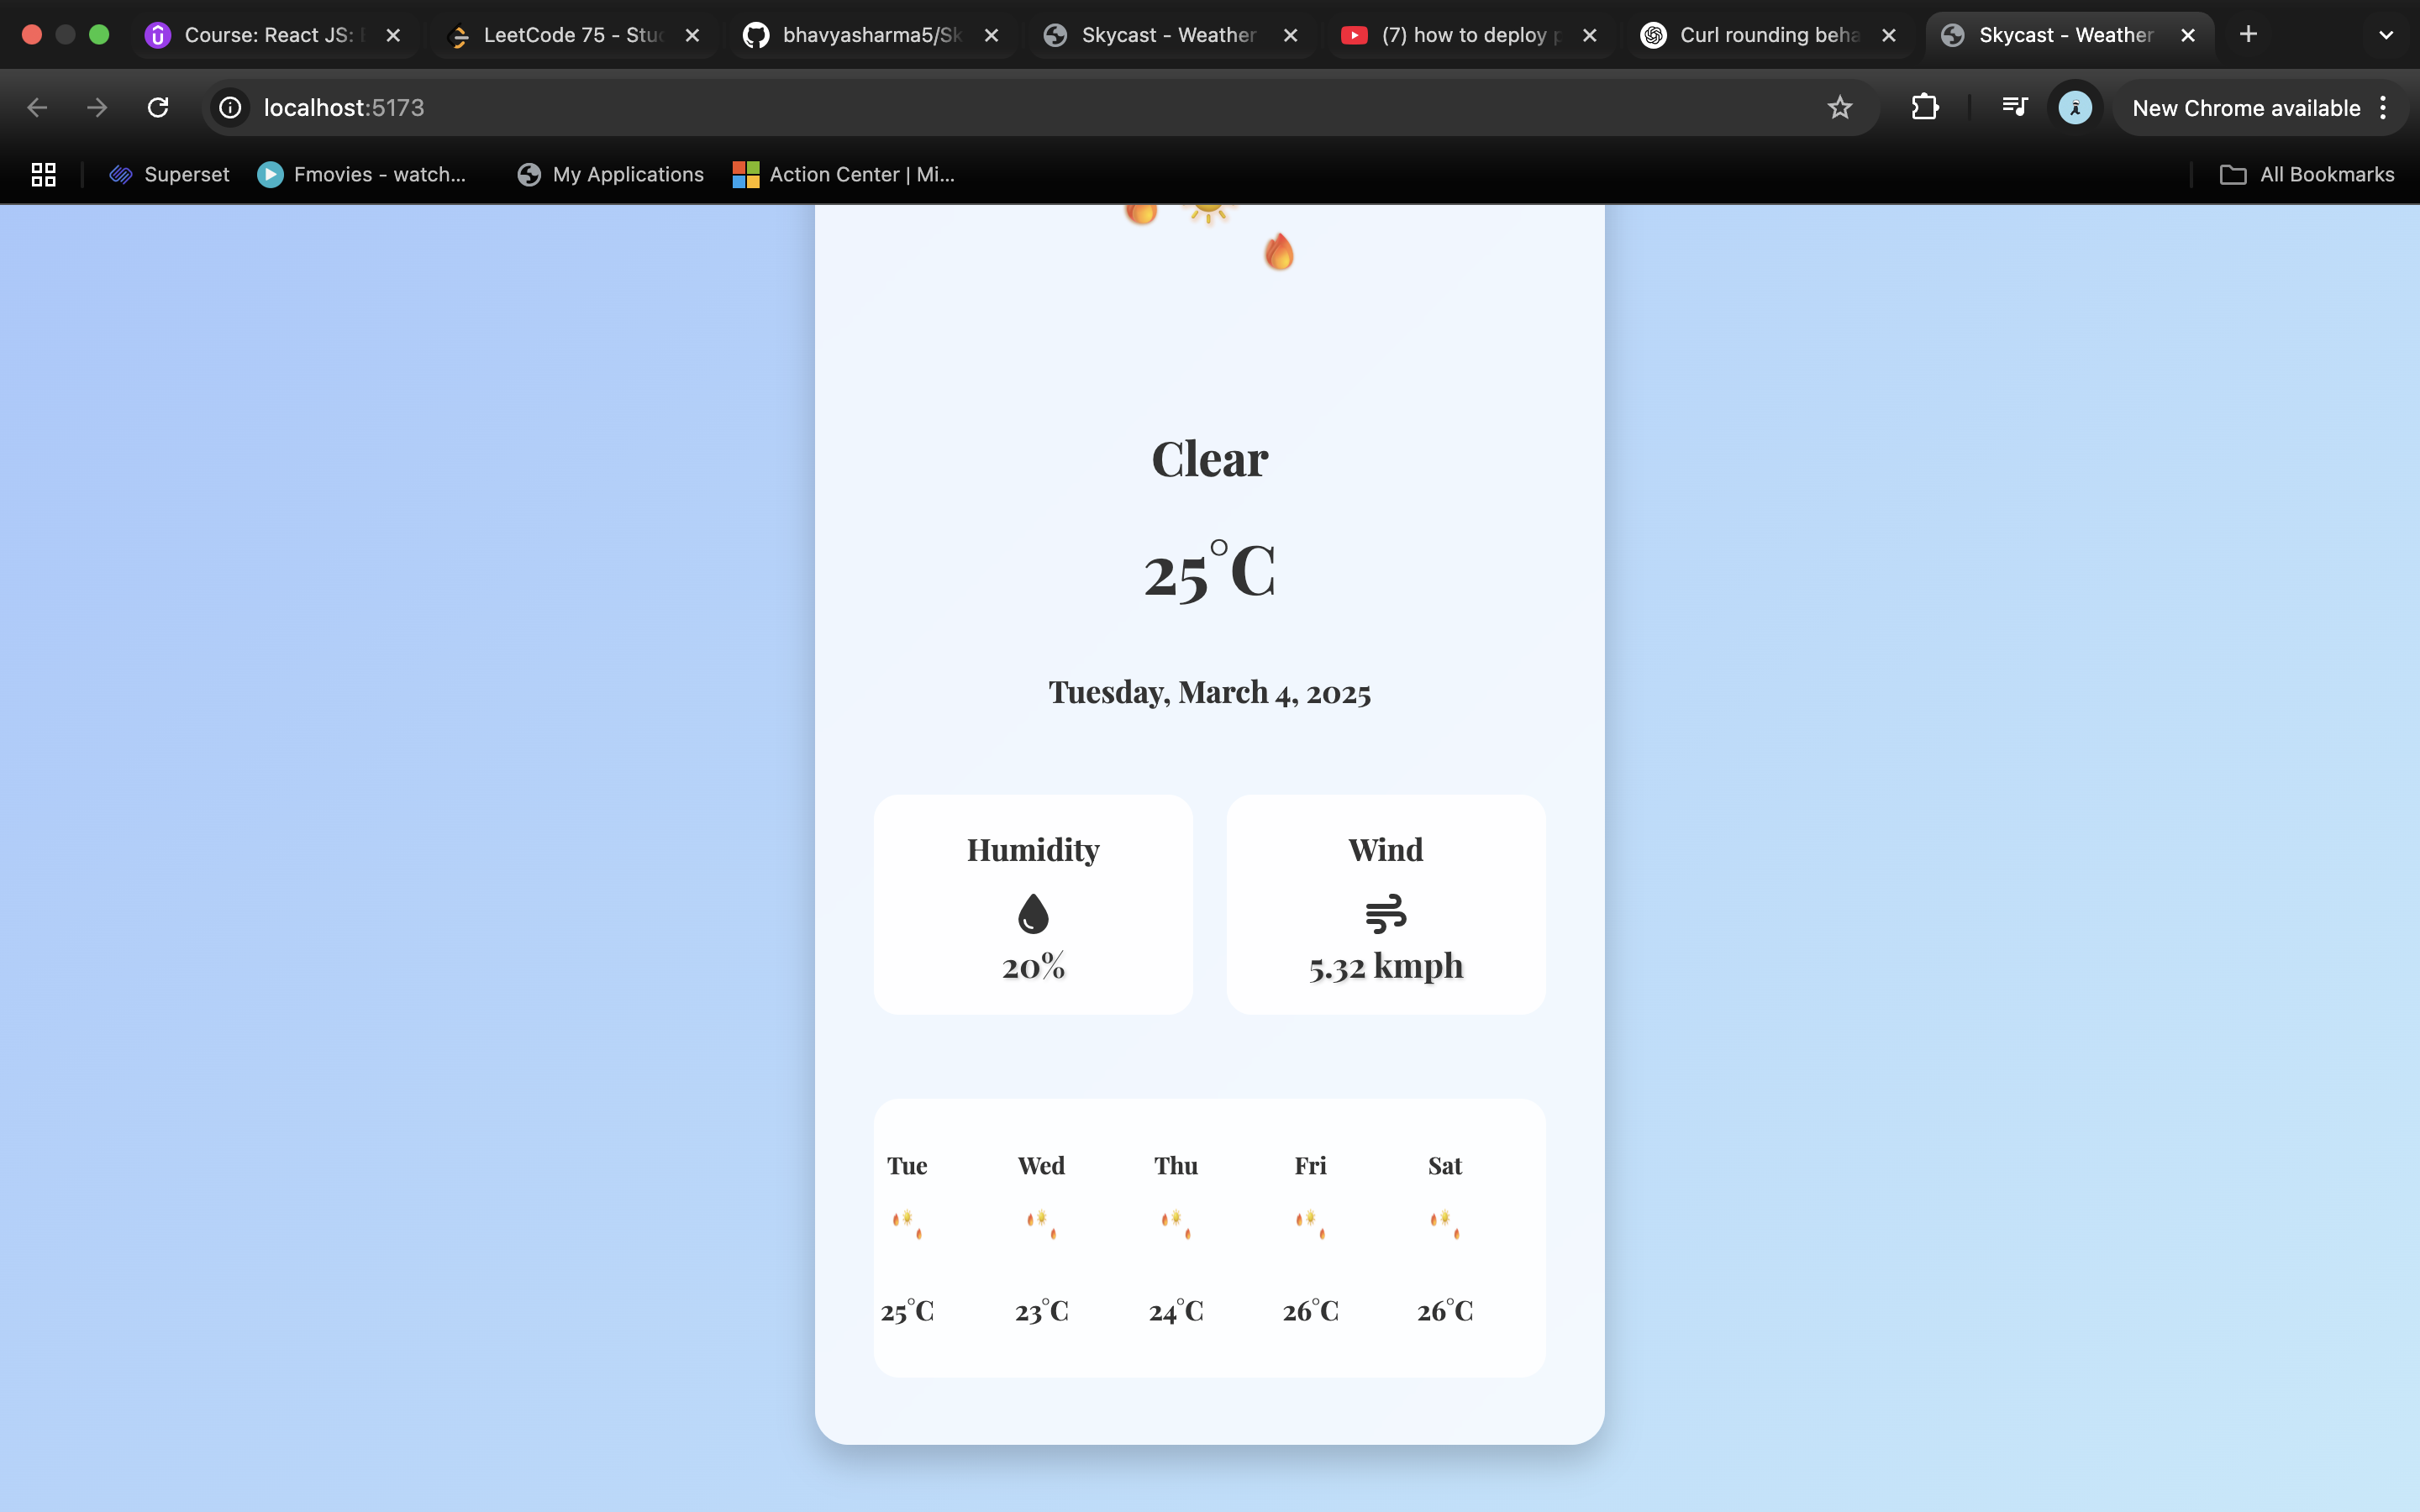 Course: React JS:
LeetCode 75 - Stu
bhavyasharma5/Sk
Skycast - Weather
(7) how to deploy p
Curl rounding beha
Skycast - Weather
localhost:5173
New Chrome available
Superset
Fmovies - watch...
My Applications
Action Center | Mi...
All Bookmarks
Clear
25°C
Tuesday, March 4, 2025
Humidity
20%
Wind
5.32 kmph
Tue Wed Thu Fri Sat
25°C 23°C 24°C 26°C 26°C